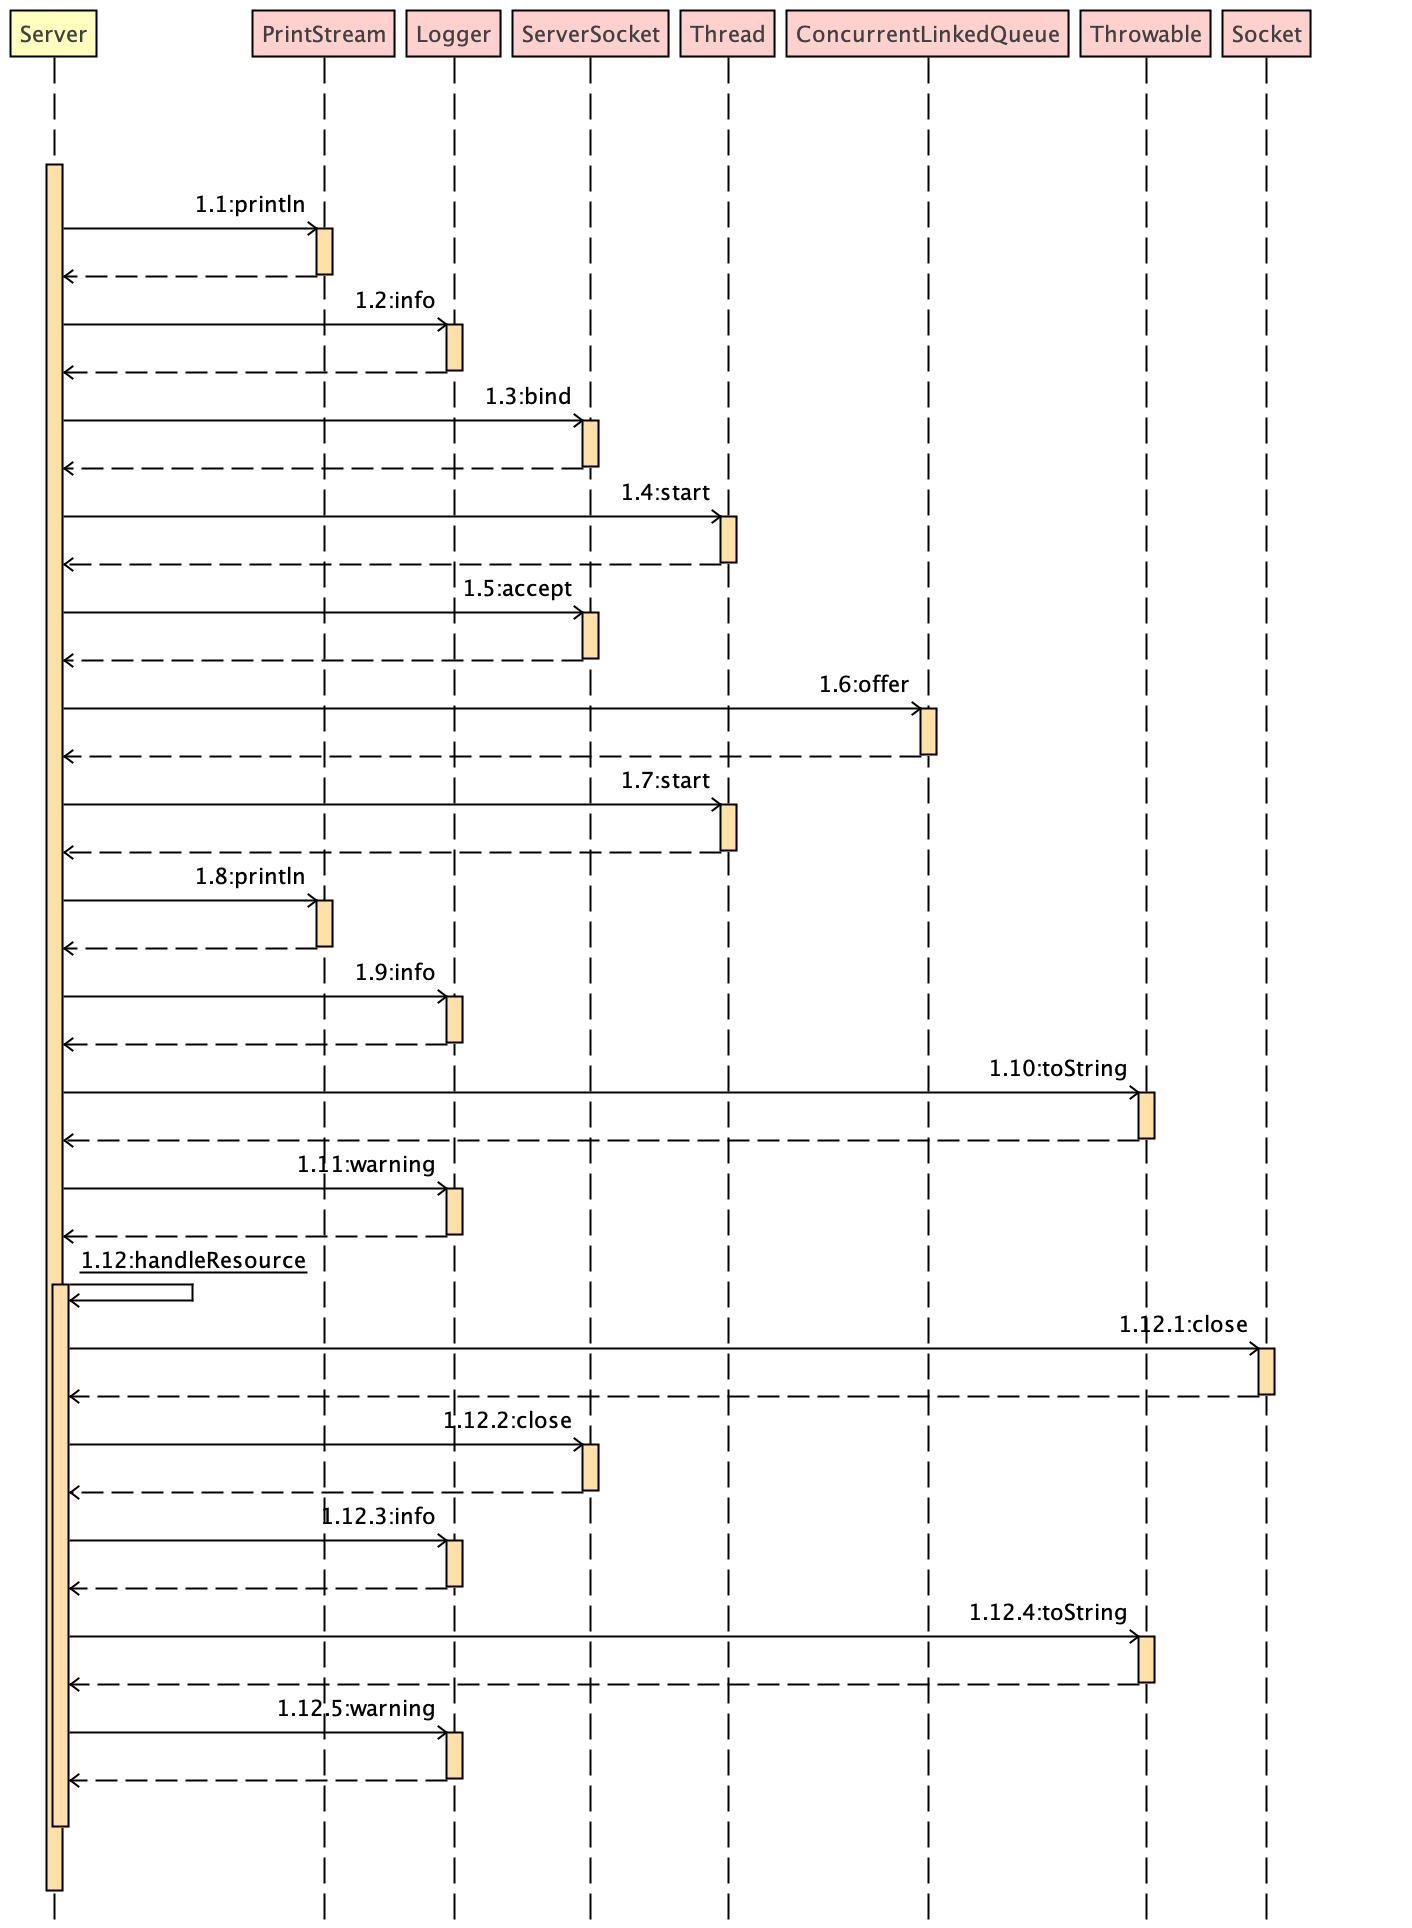 Server
PrintStream
Logger
ServerSocket
Thread
ConcurrentLinkedQueue
Throwable
Socket
1.1:println
1.2:info
1.3:bind
1.4:start
1.5:accept
1.6:offer
1.7:start
1.8:println
1.9:info
1.10:toString
1.11:warning
1.12:handleResource
1.12.1:close
1.12.2:close
1.12.3:info
1.12.4:toString
1.12.5:warning